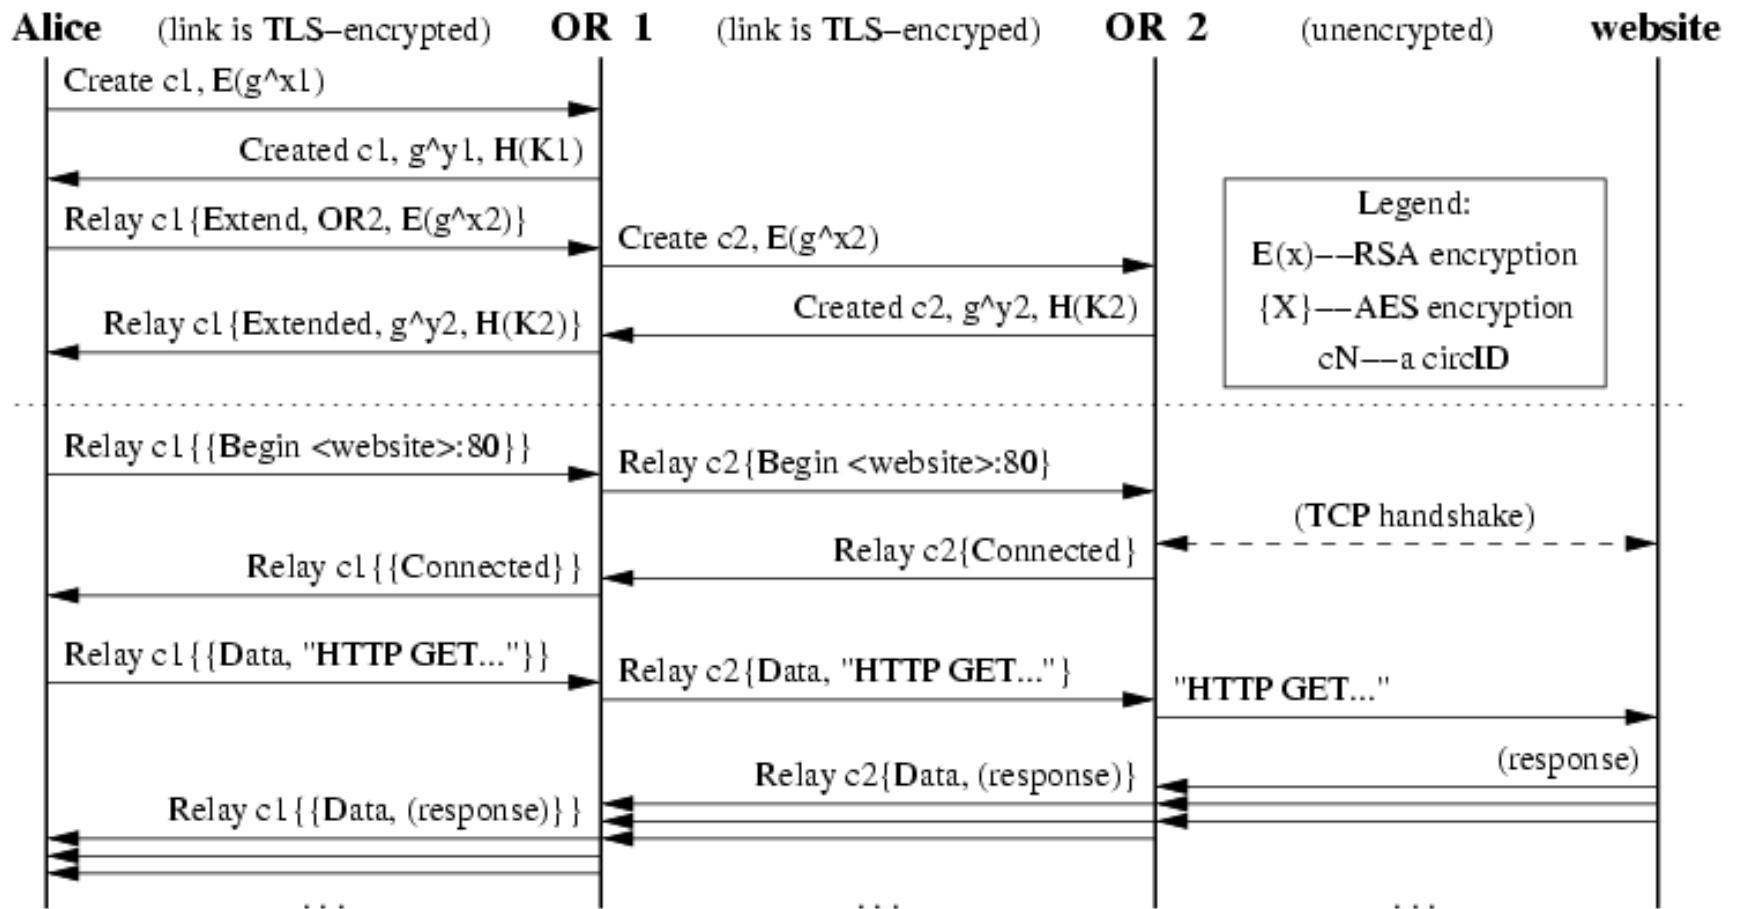 Alice (link is TLS–encrypted) OR 1 (link is TLS–encryped) OR 2 (unencrypted) website
Create c1, E(g^x1)
Created c1, g^y1, H(K1)
Relay c1{Extend, OR2, E(g^x2)}
Create c2, E(g^x2)
Created c2, g^y2, H(K2)
Relay c1{Extended, g^y2, H(K2)}
Legend:
E(x)––RSA encryption
{X}––AES encryption
cN––a circID
Relay c1{{Begin <website>:80}}
Relay c2{Begin <website>:80}
(TCP handshake)
Relay c2{Connected}
Relay c1{{Connected}}
Relay c1{{Data, "HTTP GET..."}}
Relay c2{Data, "HTTP GET..."}
"HTTP GET..."
(response)
Relay c2{Data, (response)}
Relay c1{{Data, (response)}}
... ... ...